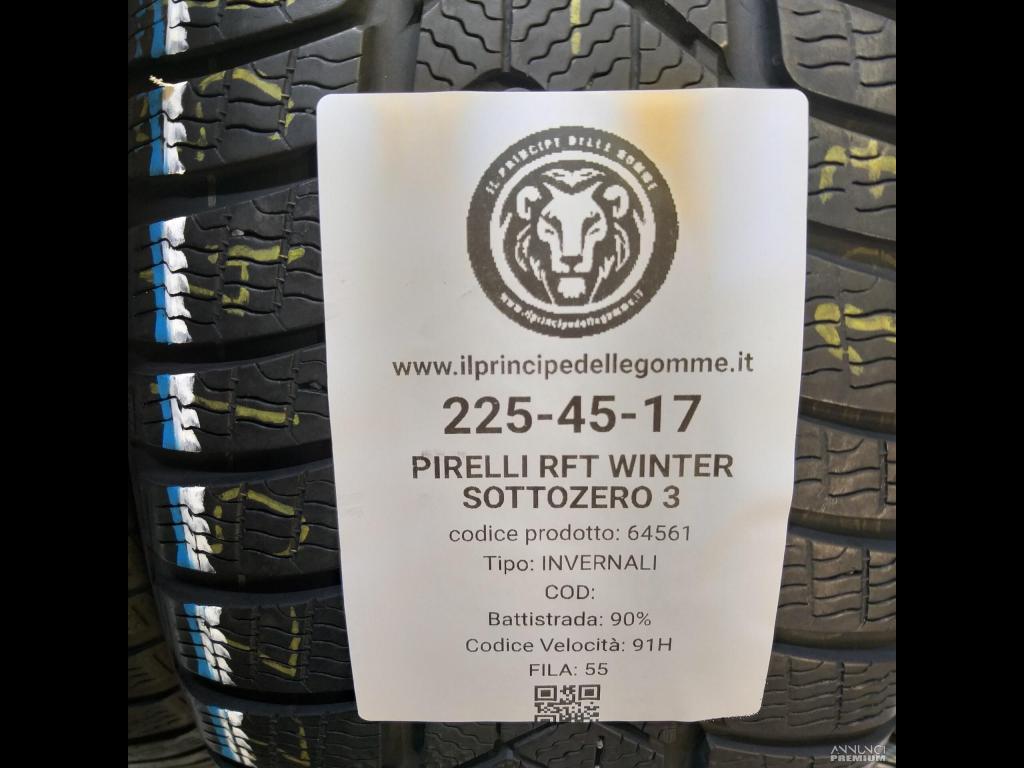 IL PRINCIPE DELLE GOMME
www.ilprincipedellegomme.it
www.ilprincipedellegomme.it
225-45-17
PIRELLI RFT WINTER
SOTTOZERO 3
codice prodotto: 64561
Tipo: INVERNALI
COD:
Battistrada: 90%
Codice Velocità: 91H
FILA: 55
ANNUNCI
PREMIUM